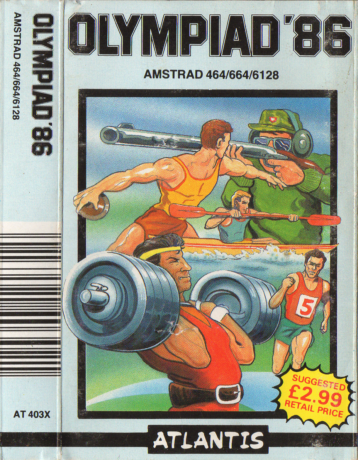 OLYMPIAD '86
AMSTRAD 464/664/6128
AT 403X
OLYMPIAD '86
AMSTRAD 464/664/6128
5
SUGGESTED
£2.99
RETAIL PRICE
ATLANTIS